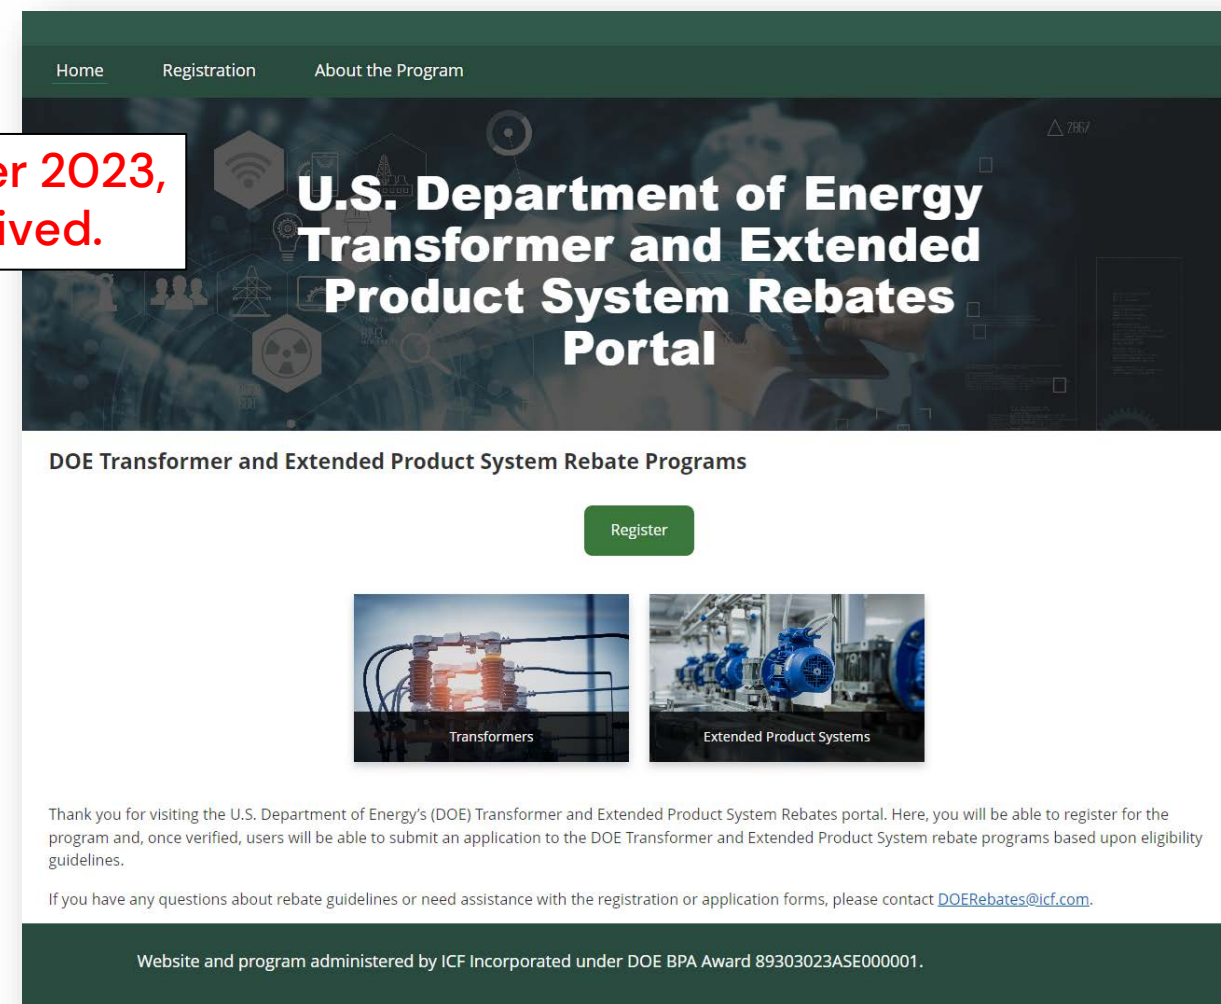 Home Registration About the Program
er 2023,
ived.
2867
U.S. Department of Energy
Transformer and Extended
Product System Rebates
Portal
DOE Transformer and Extended Product System Rebate Programs
Register
Transformers Extended Product Systems
Thank you for visiting the U.S. Department of Energy’s (DOE) Transformer and Extended Product System Rebates portal. Here, you will be able to register for the
program and, once verified, users will be able to submit an application to the DOE Transformer and Extended Product System rebate programs based upon eligibility
guidelines.
If you have any questions about rebate guidelines or need assistance with the registration or application forms, please contact DOERebates@icf.com.
Website and program administered by ICF Incorporated under DOE BPA Award 89303023ASE000001.